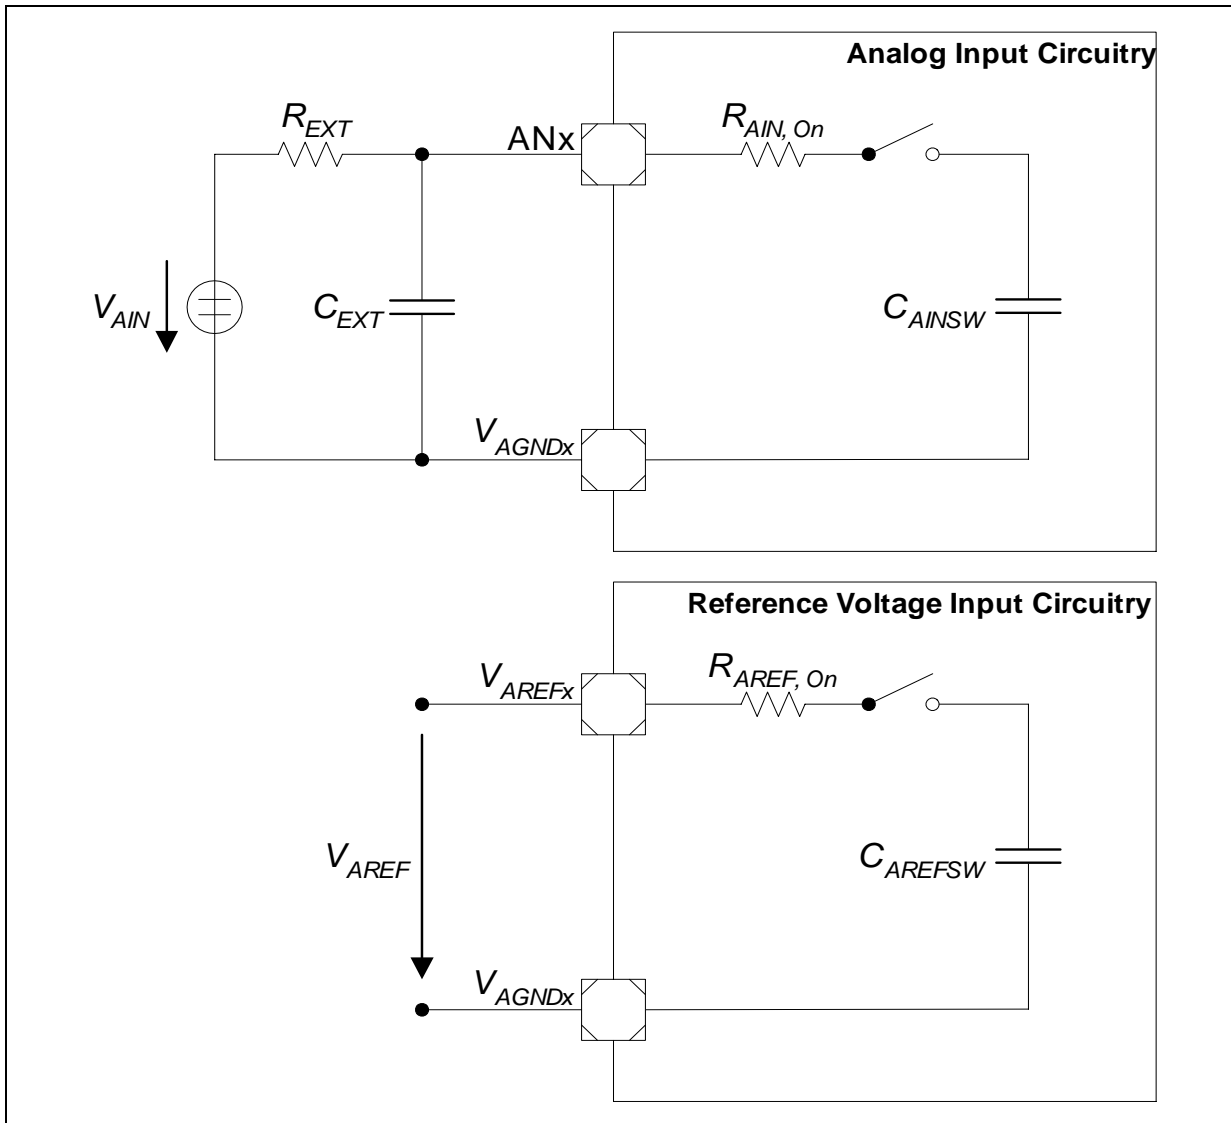 Analog Input Circuitry
R_EXT
ANx
R_AIN, On
V_AIN
C_EXT
C_AINSW
V_AGNDx
Reference Voltage Input Circuitry
V_AREFx
R_AREF, On
V_AREF
C_AREFSW
V_AGNDx